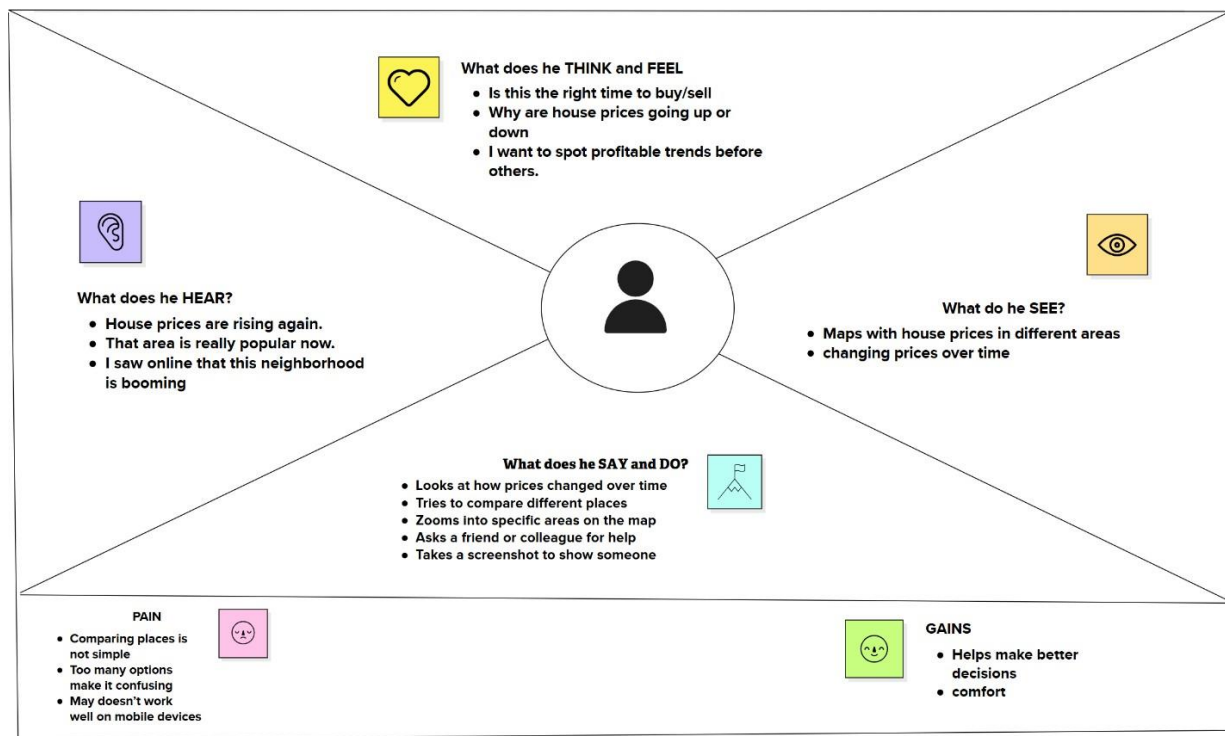 What does he THINK and FEEL
• Is this the right time to buy/sell
• Why are house prices going up or
down
• I want to spot profitable trends before
others.
What does he HEAR?
• House prices are rising again.
• That area is really popular now.
• I saw online that this neighborhood
is booming
What do he SEE?
• Maps with house prices in different areas
• changing prices over time
What does he SAY and DO?
• Looks at how prices changed over time
• Tries to compare different places
• Zooms into specific areas on the map
• Asks a friend or colleague for help
• Takes a screenshot to show someone
PAIN
• Comparing places is
not simple
• Too many options
make it confusing
• May doesn't work
well on mobile devices
GAINS
• Helps make better
decisions
• comfort